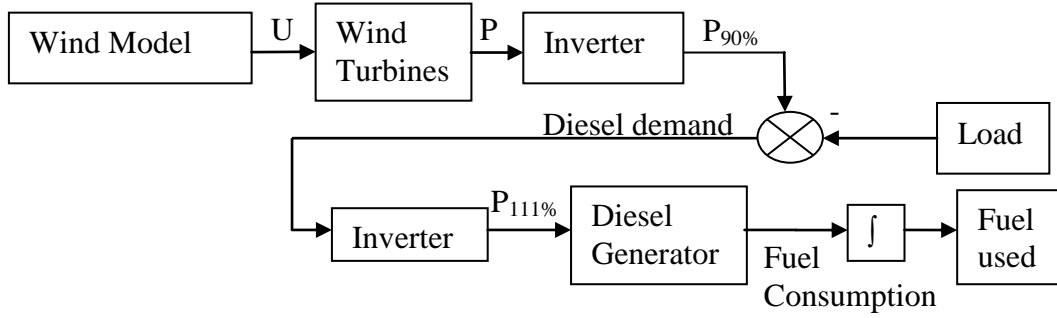 Wind Model
U
Wind
Turbines
P
Inverter
P90%
Diesel demand
-
Load
Inverter
P111%
Diesel
Generator
Fuel
Consumption
∫
Fuel
used